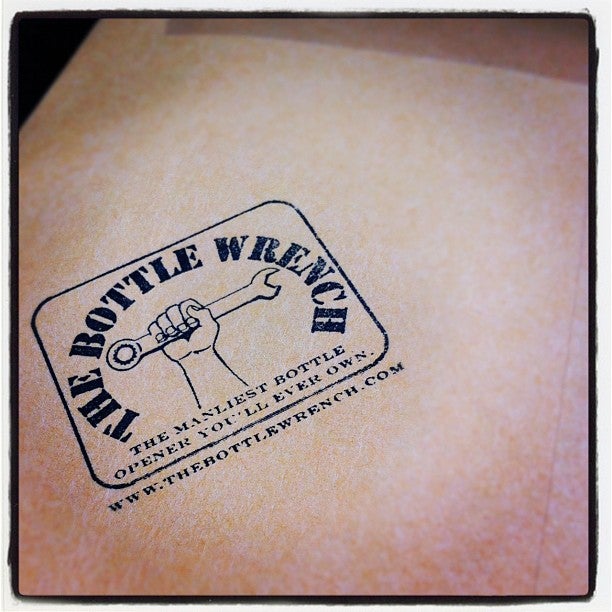 THE BOTTLE WRENCH
THE MANLIEST BOTTLE
OPENER YOU'LL EVER OWN.
WWW.THEBOTTLEWRENCH.COM